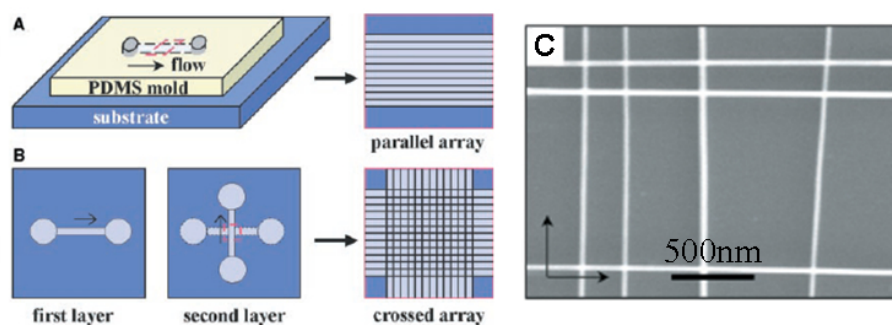 A
flow
PDMS mold
substrate
parallel array
B
first layer
second layer
crossed array
C
500nm